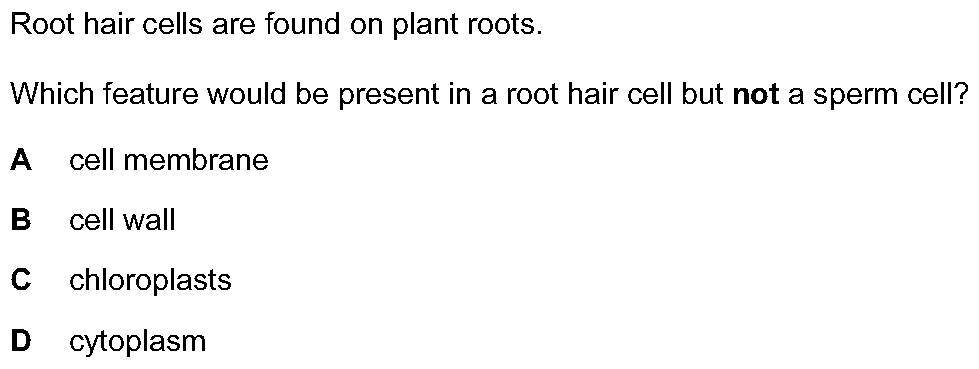 Root hair cells are found on plant roots.
Which feature would be present in a root hair cell but not a sperm cell?
A cell membrane
B cell wall
C chloroplasts
D cytoplasm